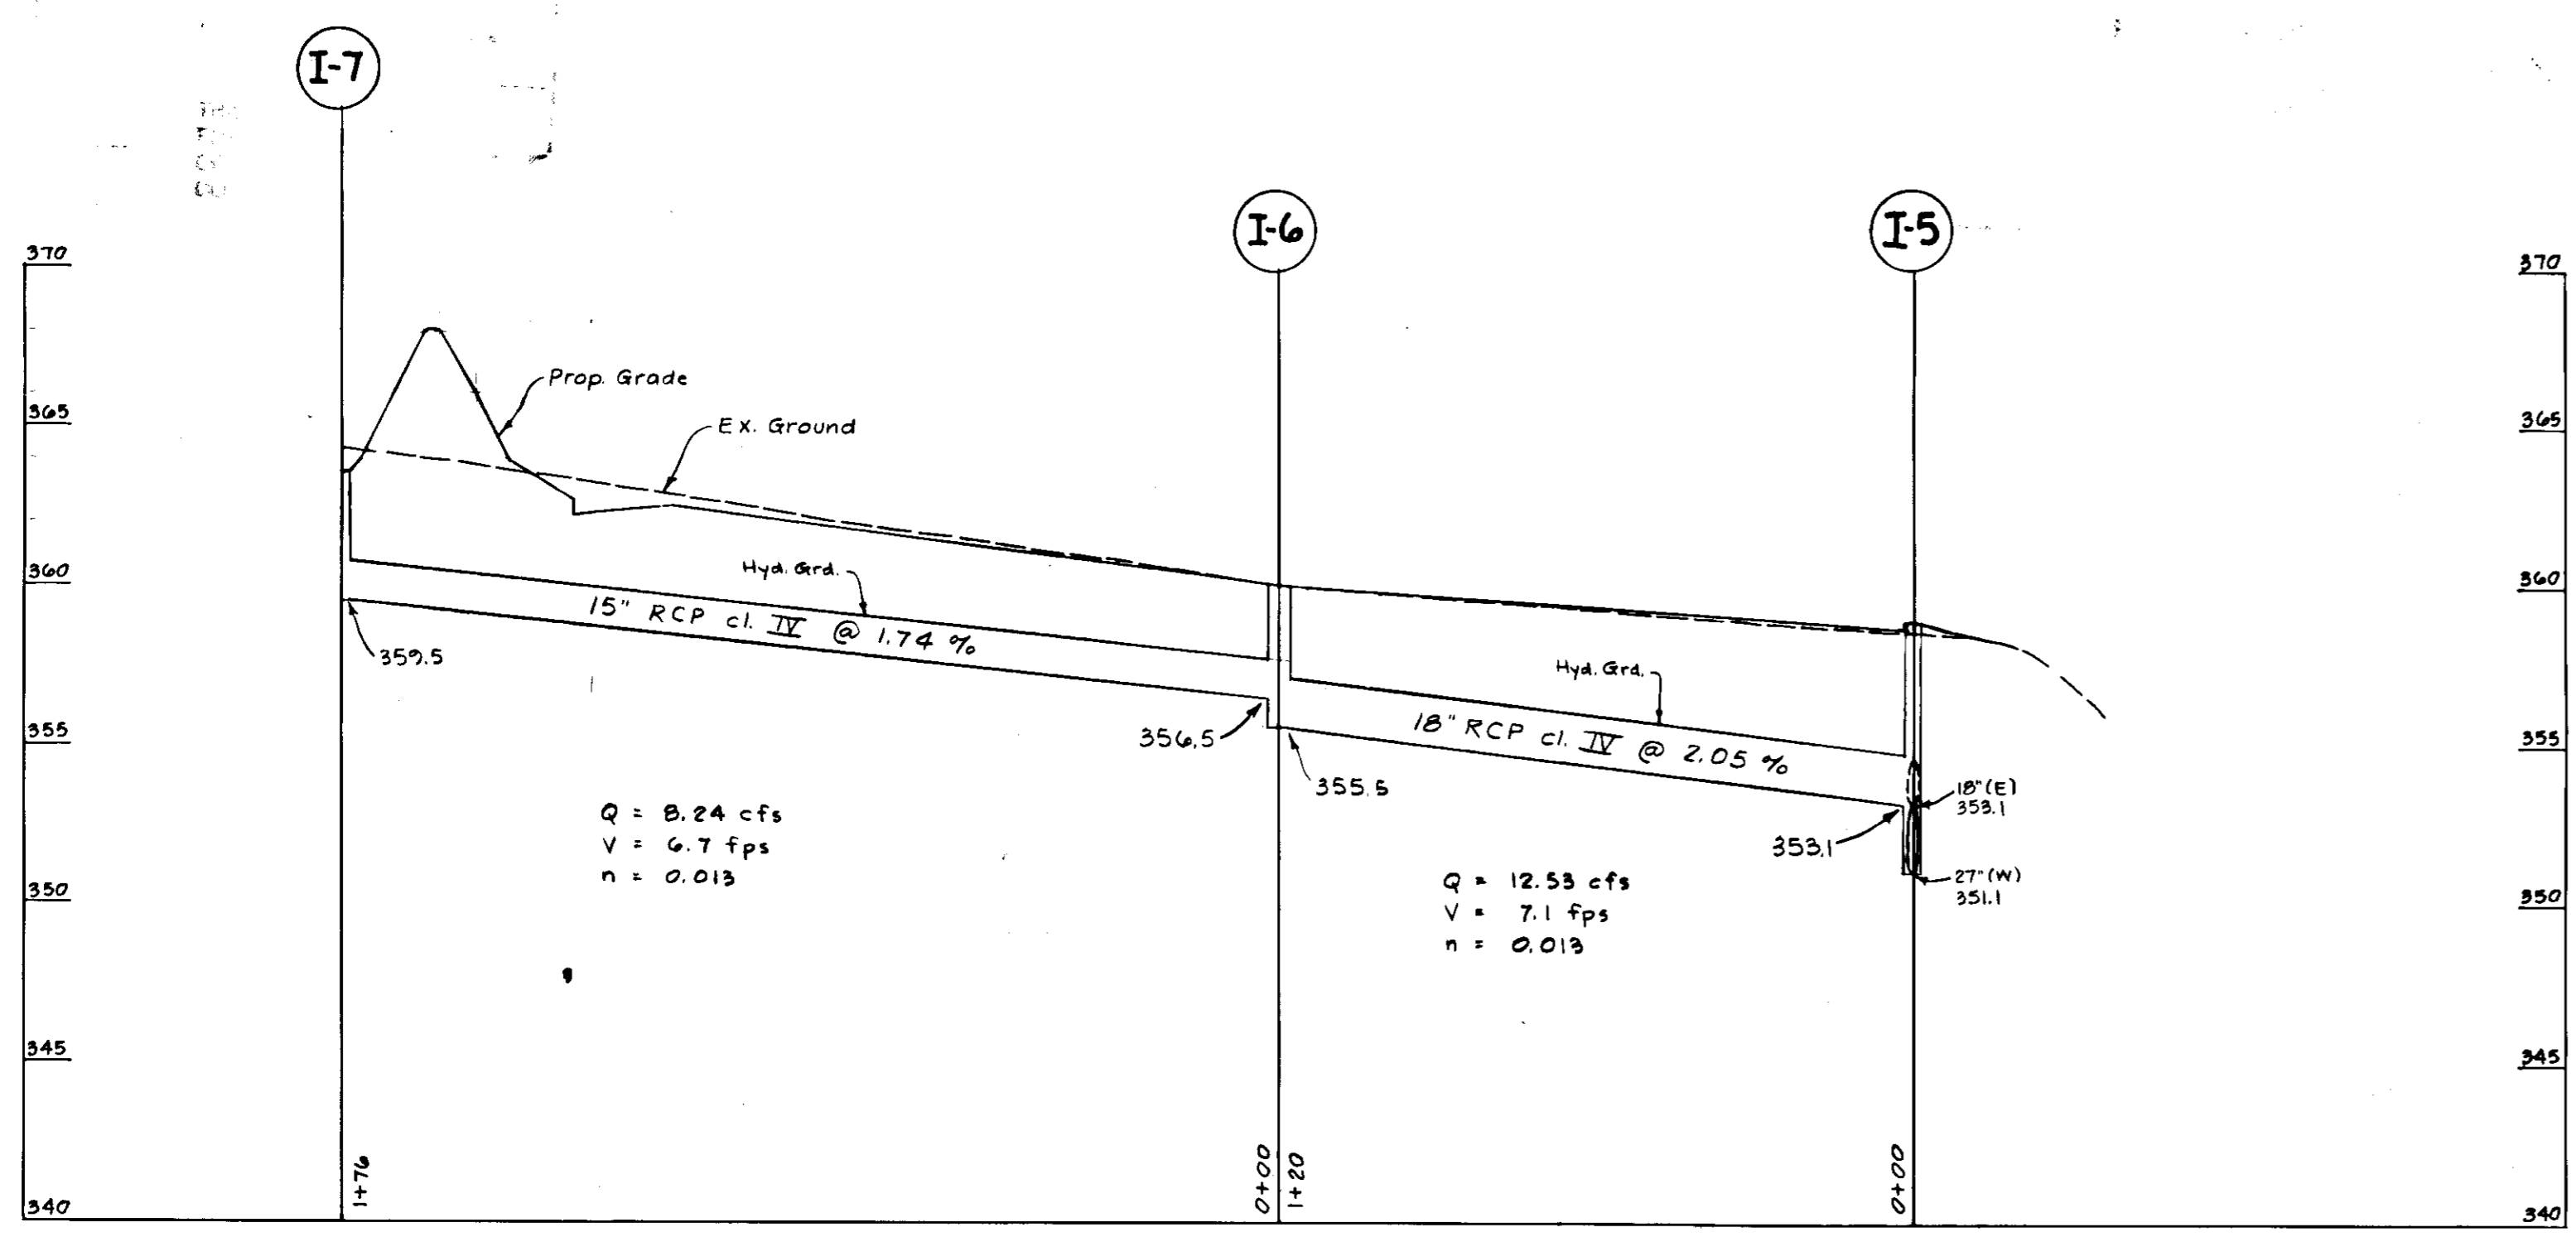 I-7
I-6
I-5
370
370
365
365
360
360
355
355
350
350
345
345
340
340
Prop. Grade
Ex. Ground
Hyd. Grd.
15" RCP cl. IV @ 1.74 %
359.5
356.5
Hyd. Grd.
18" RCP cl. IV @ 2.05 %
355.5
353.1
18" (E)
353.1
27" (W)
351.1
Q = 8.24 cfs
V = 6.7 fps
n = 0.013
Q = 12.53 cfs
V = 7.1 fps
n = 0.013
1+76
0+00
1+20
0+00